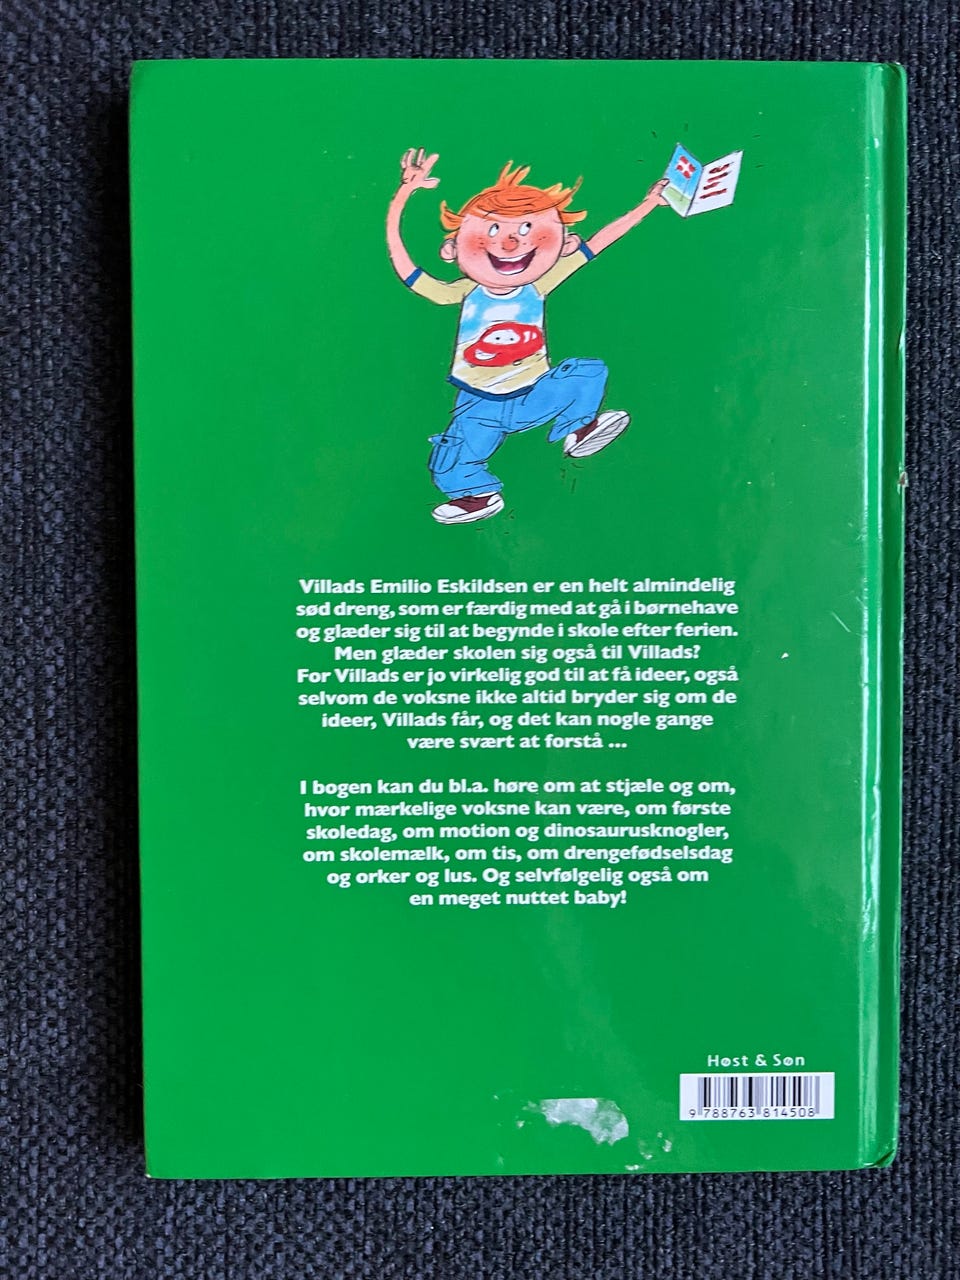 Villads Emilio Eskildsen er en helt almindelig
sød dreng, som er færdig med at gå i børnehave
og glæder sig til at begynde i skole efter ferien.
Men glæder skolen sig også til Villads?
For Villads er jo virkelig god til at få ideer, også
selvom de voksne ikke altid bryder sig om de
ideer, Villads får, og det kan nogle gange
være svært at forstå ...
I bogen kan du bl.a. høre om at stjæle og om,
hvor mærkelige voksne kan være, om første
skoledag, om motion og dinosaurusknogler,
om skolemælk, om tis, om drengefødselsdag
og orker og lus. Og selvfølgelig også om
en meget nuttet baby!
Høst & Søn
9 788763 814508